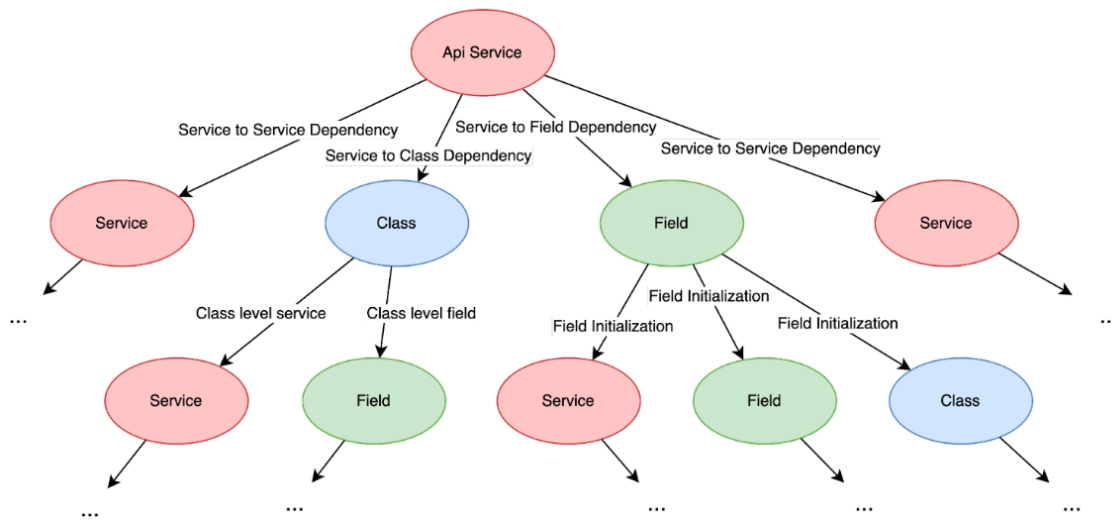 Api Service
Service to Service Dependency
Service to Field Dependency
Service to Class Dependency
Service to Service Dependency
Service
Class
Field
Service
Class level service
Class level field
Field Initialization
Field Initialization
Field Initialization
...
...
Service
Field
Service
Field
Class
...
...
...
...
...